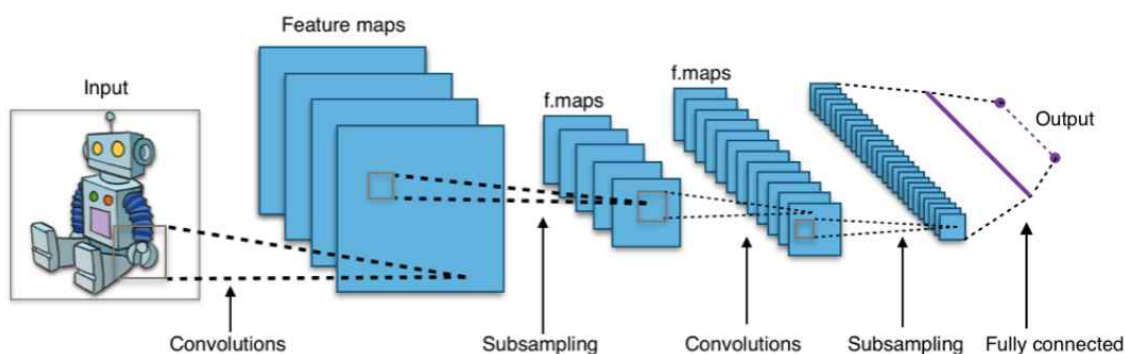 Feature maps
Input
f.maps
f.maps
Output
Convolutions
Subsampling
Convolutions
Subsampling
Fully connected